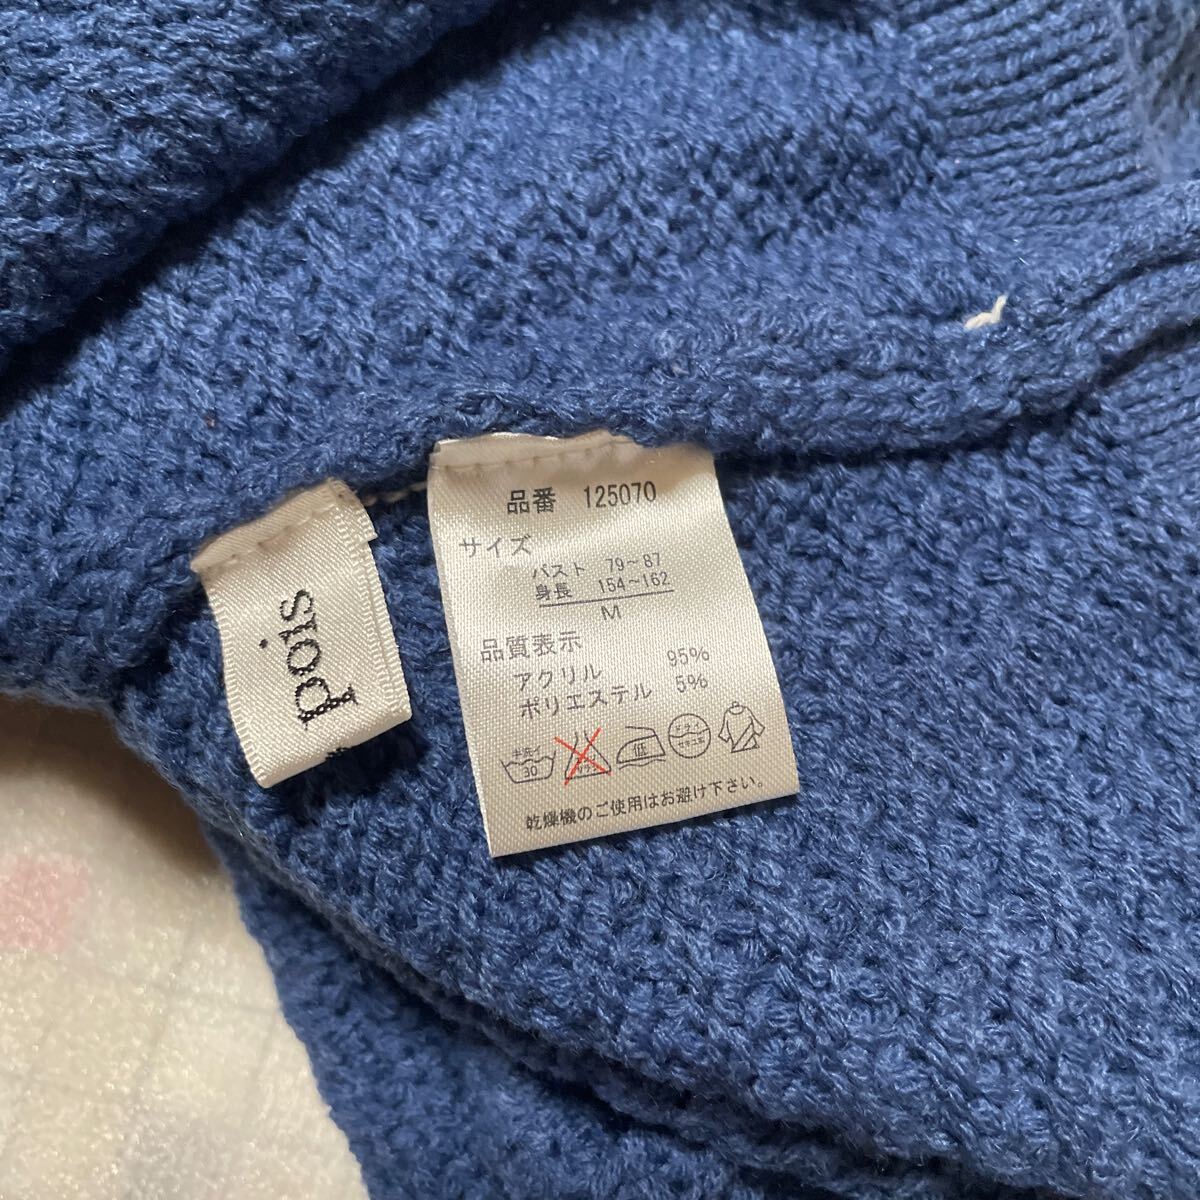 pois
品番 125070
サイズ
バスト 79~87
身長 154~162
M
品質表示
アクリル 95%
ポリエステル 5%
30 低
乾燥機のご使用はお避け下さい。